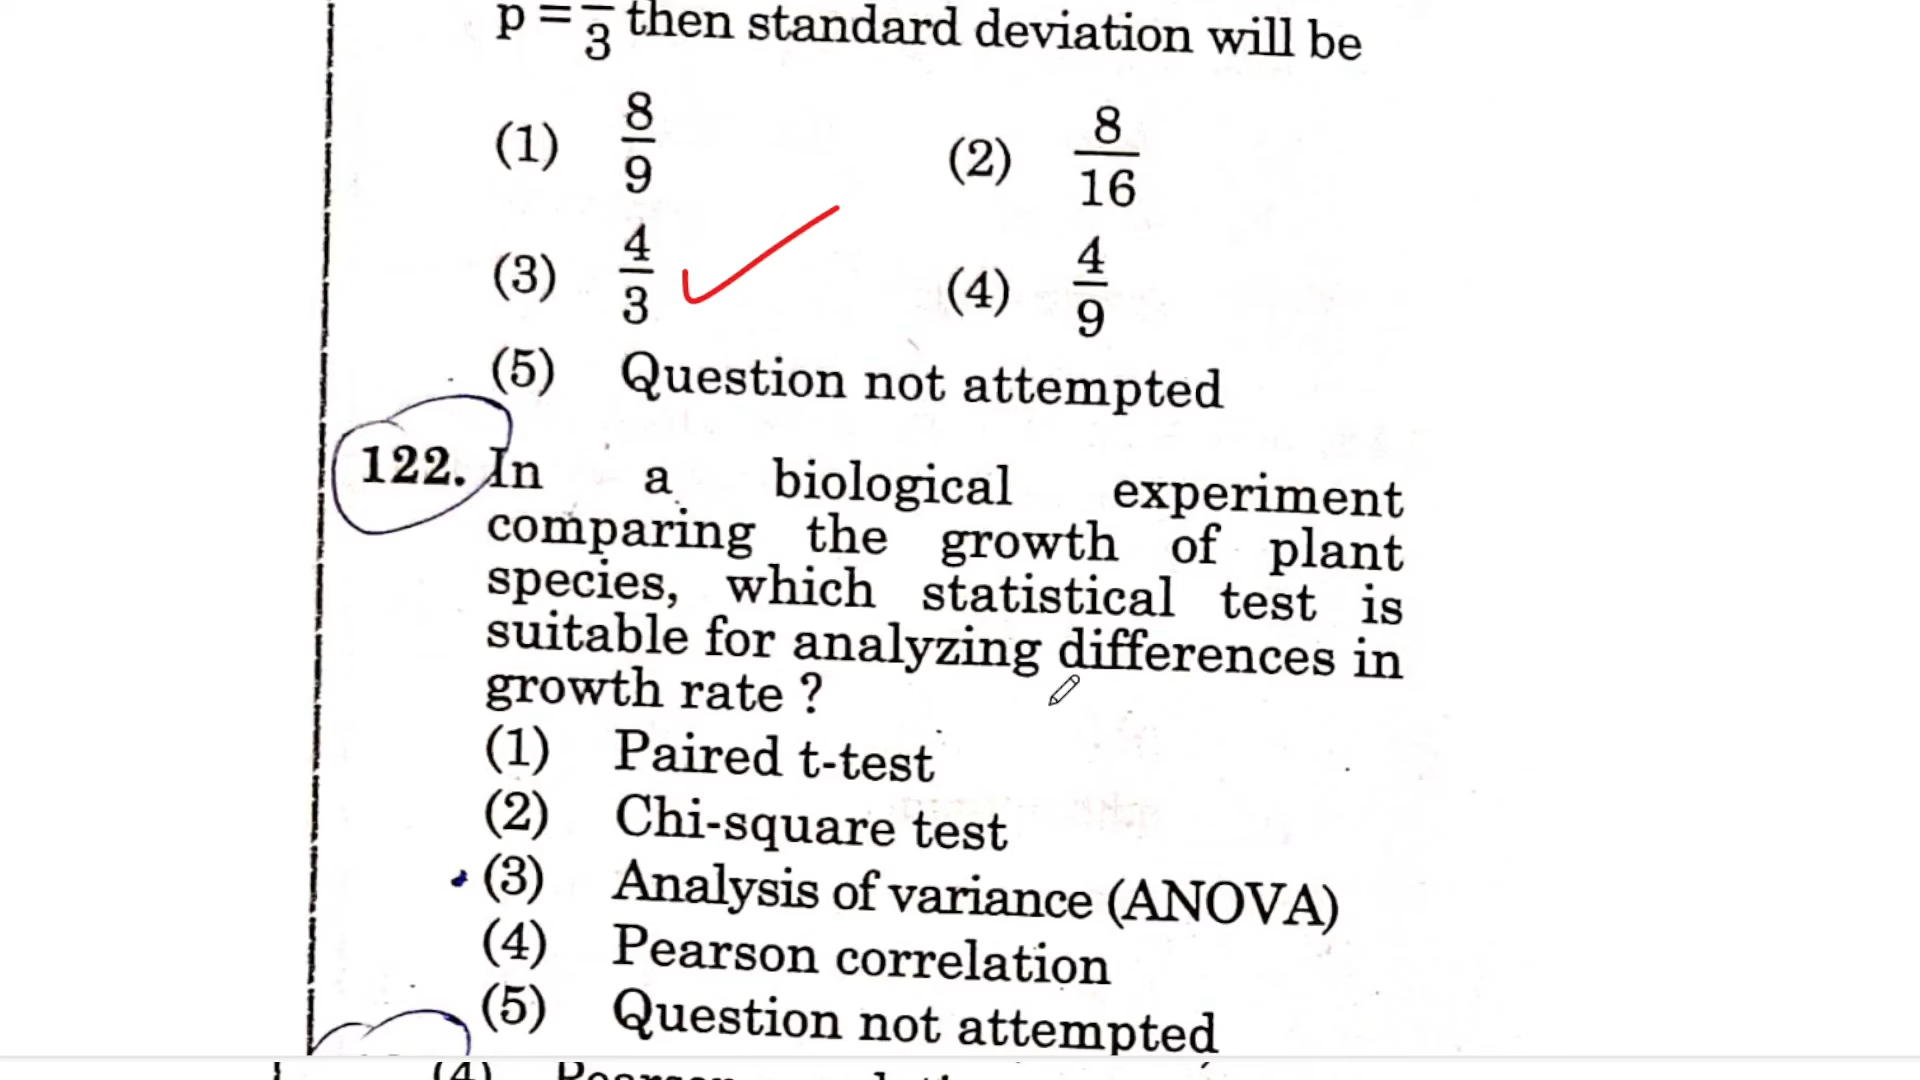 p = /3 then standard deviation will be
(1) 8/9 (2) 8/16
(3) 4/3 (4) 4/9
(5) Question not attempted
122. In a biological experiment
comparing the growth of plant
species, which statistical test is
suitable for analyzing differences in
growth rate ?
(1) Paired t-test
(2) Chi-square test
(3) Analysis of variance (ANOVA)
(4) Pearson correlation
(5) Question not attempted
(4)